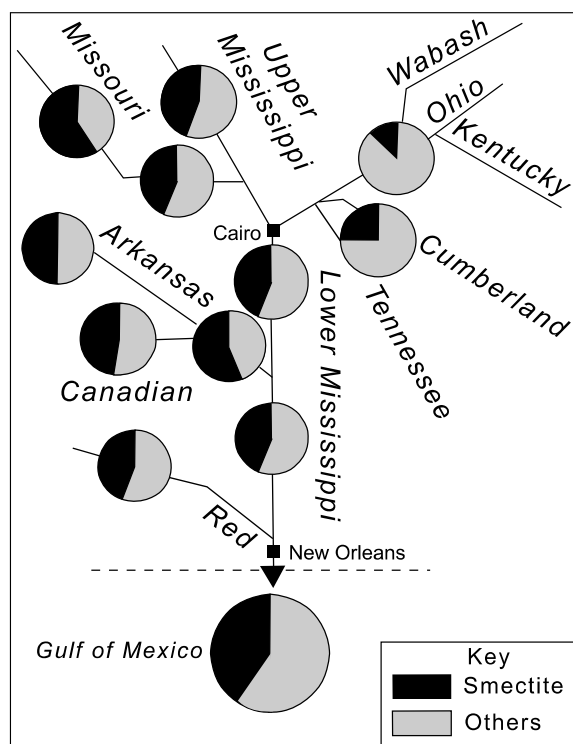 Missouri
Upper
Mississippi
Wabash
Ohio
Kentucky
Cairo
Arkansas
Cumberland
Tennessee
Lower Mississippi
Canadian
Red
New Orleans
Gulf of Mexico
Key
Smectite
Others